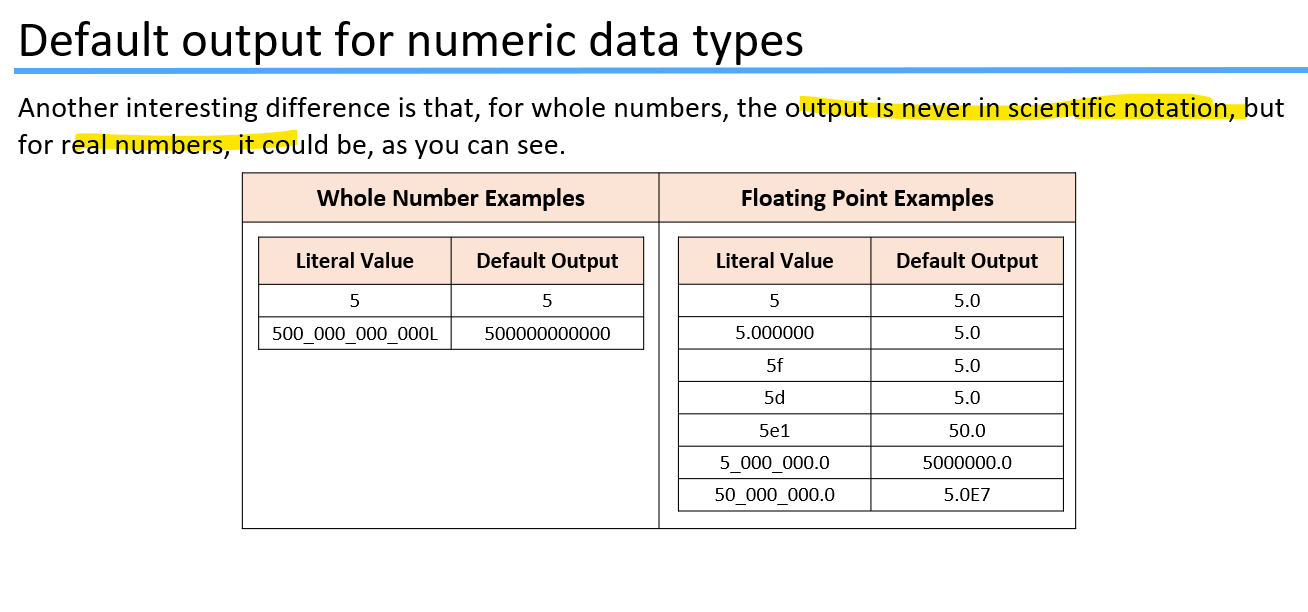 Default output for numeric data types
Another interesting difference is that, for whole numbers, the output is never in scientific notation, but
for real numbers, it could be, as you can see.
Whole Number Examples
Literal Value Default Output
5 5
500_000_000_000L 500000000000
Floating Point Examples
Literal Value Default Output
5 5.0
5.000000 5.0
5f 5.0
5d 5.0
5e1 50.0
5_000_000.0 5000000.0
50_000_000.0 5.0E7